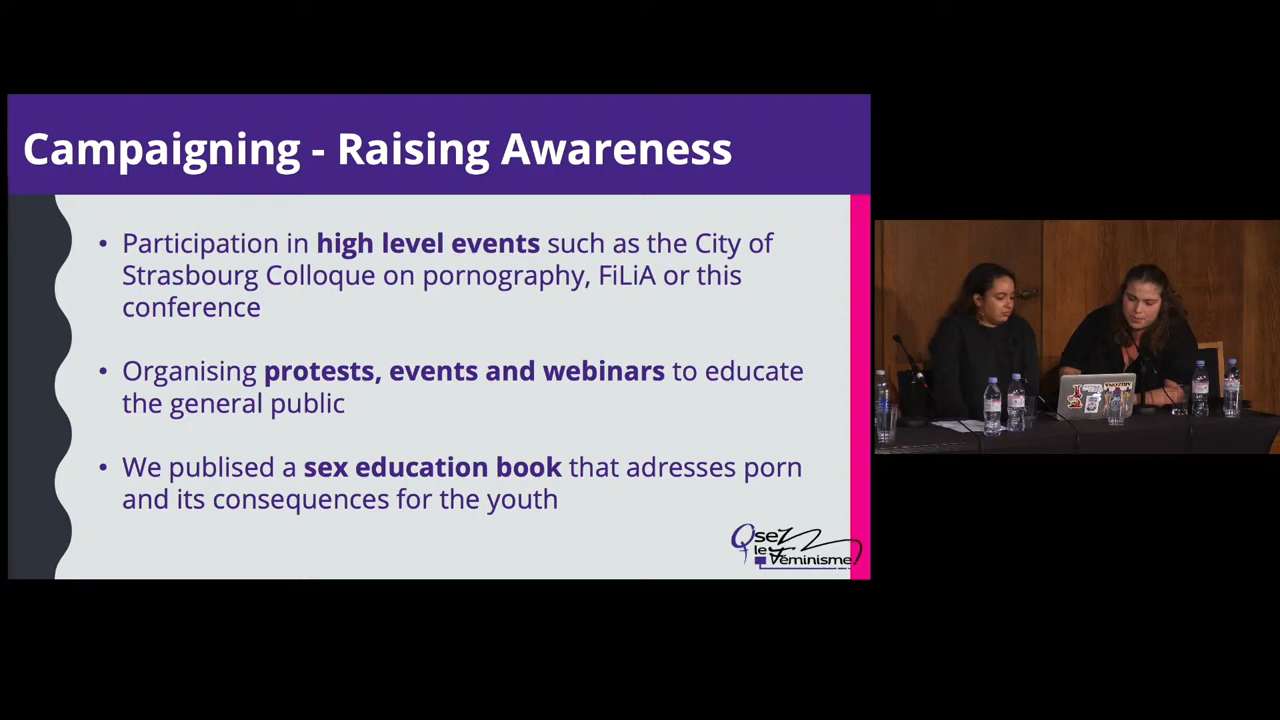 Campaigning - Raising Awareness
• Participation in high level events such as the City of
Strasbourg Colloque on pornography, FiLiA or this
conference
• Organising protests, events and webinars to educate
the general public
• We publised a sex education book that adresses porn
and its consequences for the youth
Osez
le
Féminisme
ARIZONA